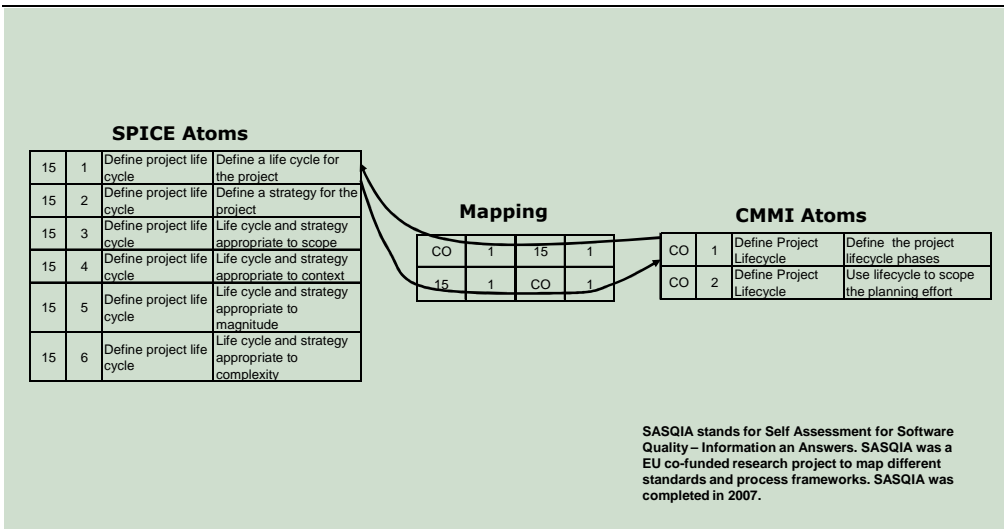 SPICE Atoms
15 1 Define project life cycle Define a life cycle for the project
15 2 Define project life cycle Define a strategy for the project
15 3 Define project life cycle Life cycle and strategy appropriate to scope
15 4 Define project life cycle Life cycle and strategy appropriate to context
15 5 Define project life cycle Life cycle and strategy appropriate to magnitude
15 6 Define project life cycle Life cycle and strategy appropriate to complexity
Mapping
CO 1 15 1
15 1 CO 1
CMMI Atoms
CO 1 Define Project Lifecycle Define the project lifecycle phases
CO 2 Define Project Lifecycle Use lifecycle to scope the planning effort
SASQIA stands for Self Assessment for Software
Quality – Information an Answers. SASQIA was a
EU co-funded research project to map different
standards and process frameworks. SASQIA was
completed in 2007.